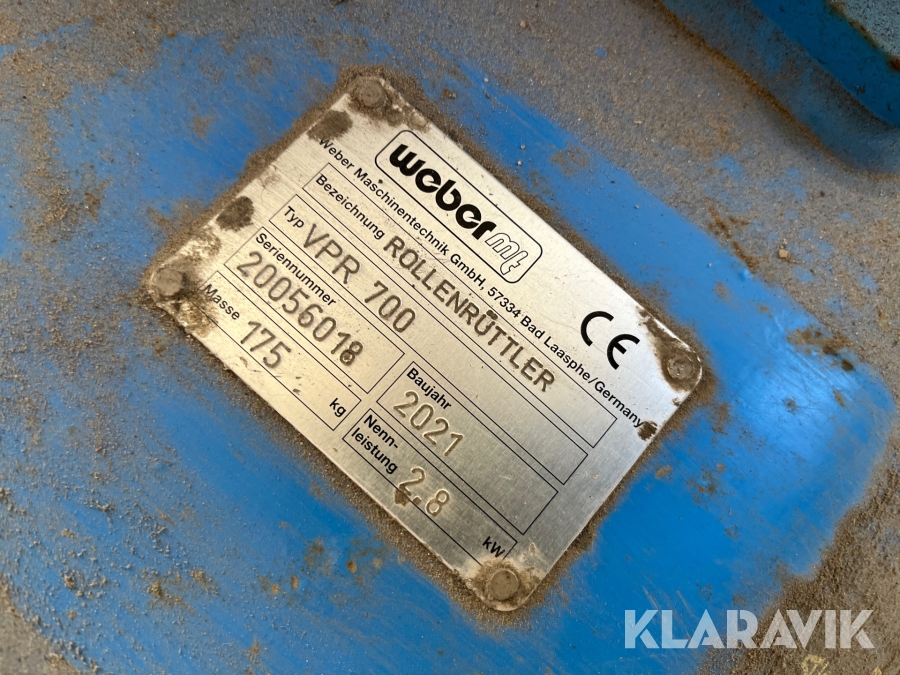 weber mt
CE
Weber Maschinentechnik GmbH, 57334 Bad Laasphe/Germany
Bezeichnung ROLLENRÜTTLER
Typ VPR 700
Seriennummer 20056018
Baujahr 2021
Masse 175 kg
Nenn-
leistung 2,8 kW
KLARAVIK